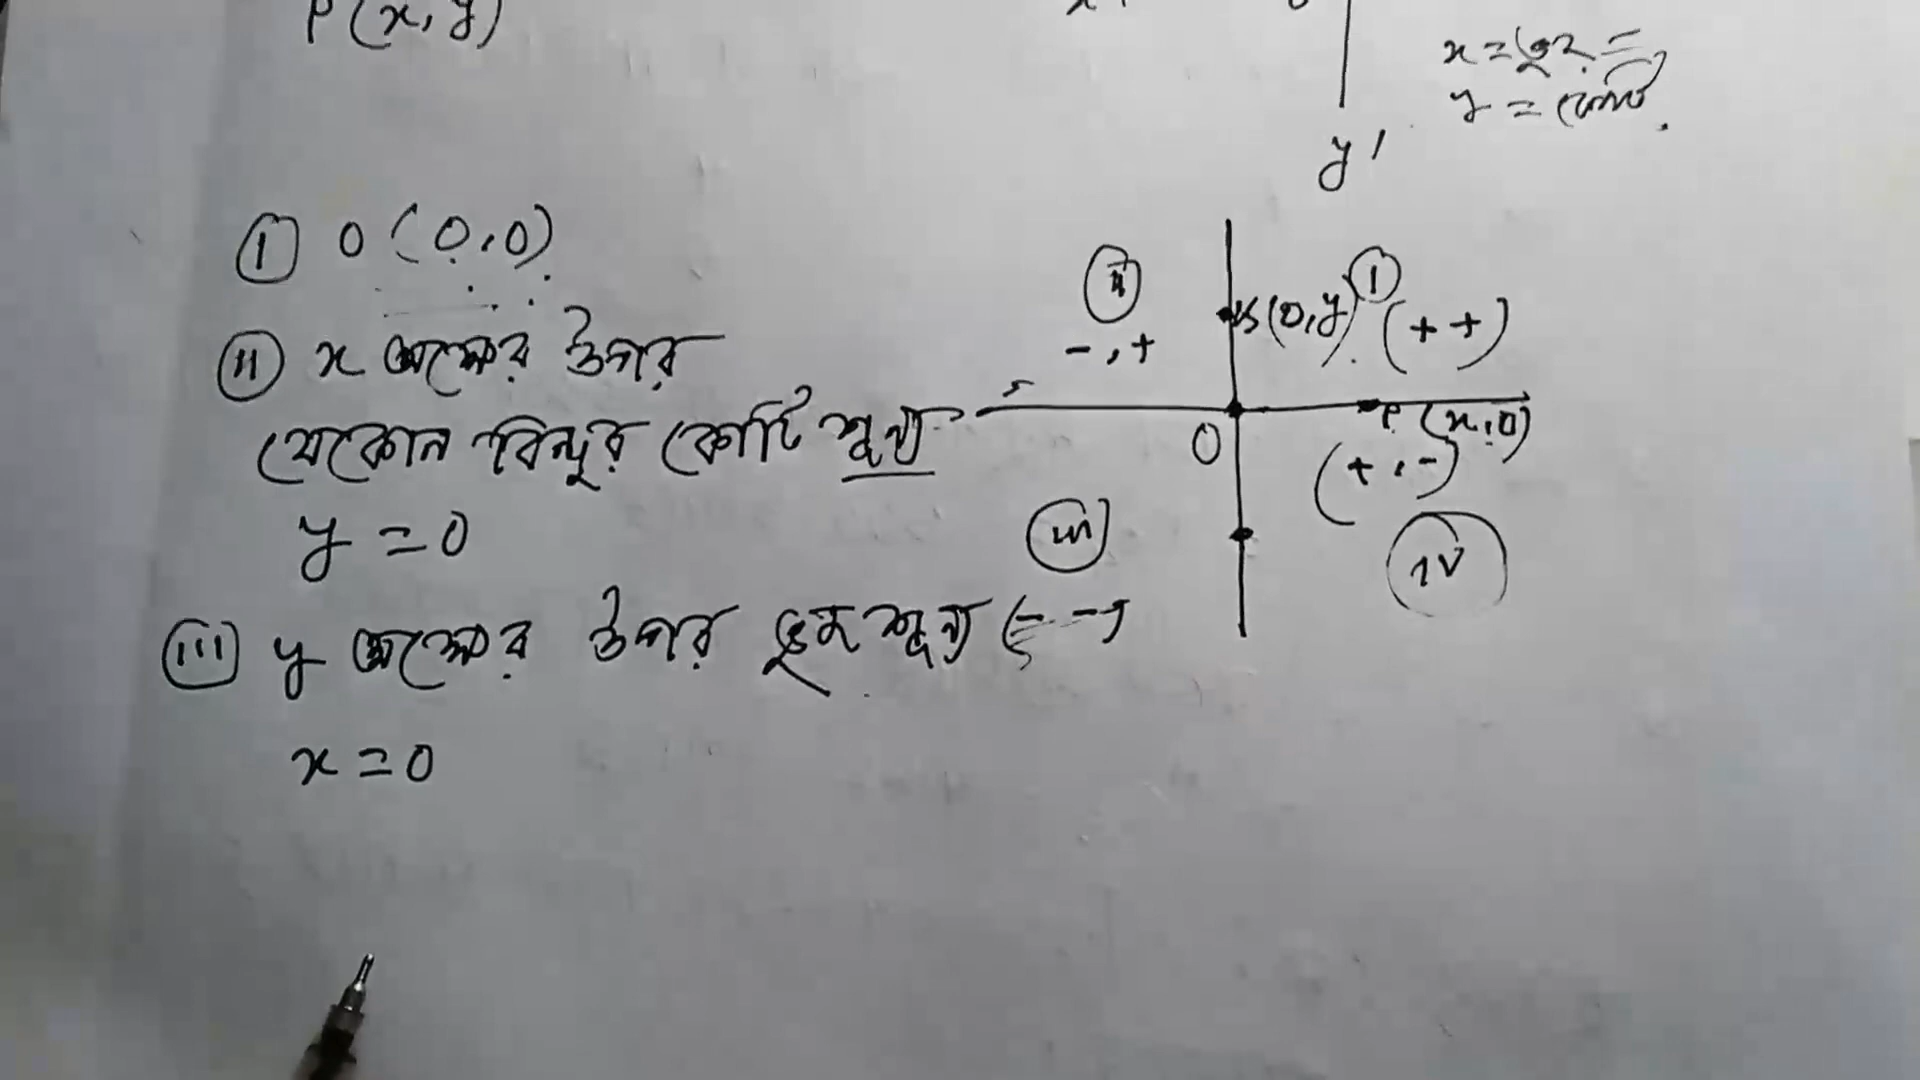 P(x, y)
x =
y =
y'
(i) O (0,0)
(ii) x অক্ষের উপর
যেকোন বিন্দুর কোটি শূন্য
y = 0
(iii) y অক্ষের উপর ভূজ শূন্য
x = 0
(ii)
-,+
(0,y)
(i)
(+ +)
O
P (x,0)
(+,-)
(iii)
(- -)
(iv)